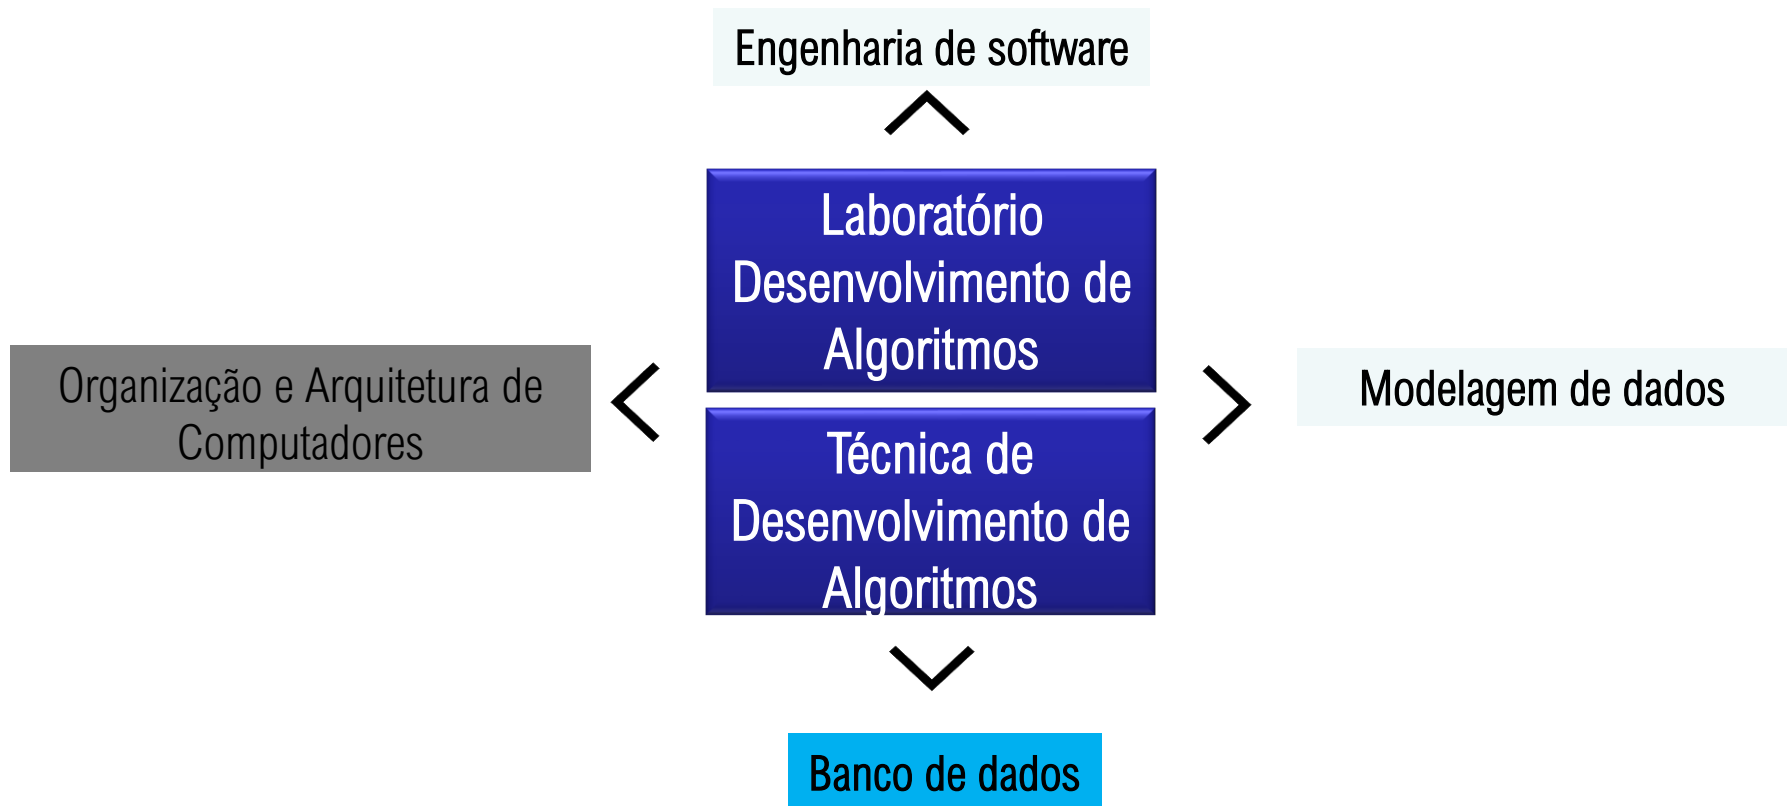 Engenharia de software
Laboratório
Desenvolvimento de
Algoritmos
Organização e Arquitetura de
Computadores
Modelagem de dados
Técnica de
Desenvolvimento de
Algoritmos
Banco de dados